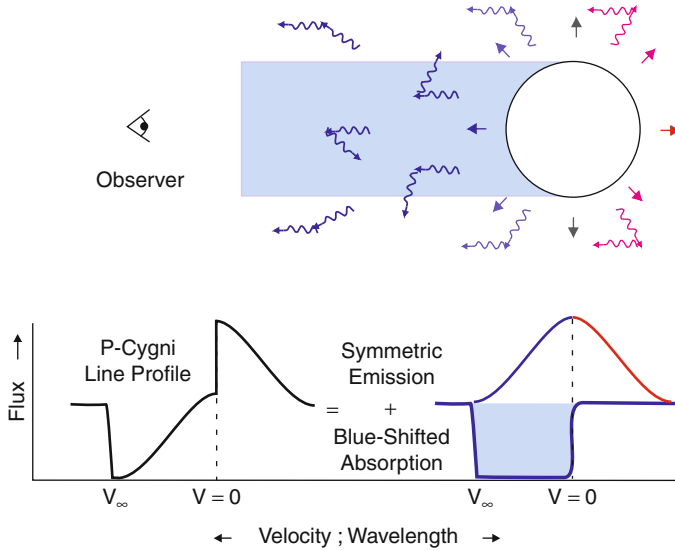 Observer
Flux →
P-Cygni
Line Profile
=
Symmetric
Emission
+
Blue-Shifted
Absorption
V∞
V = 0
V∞
V = 0
← Velocity ; Wavelength →